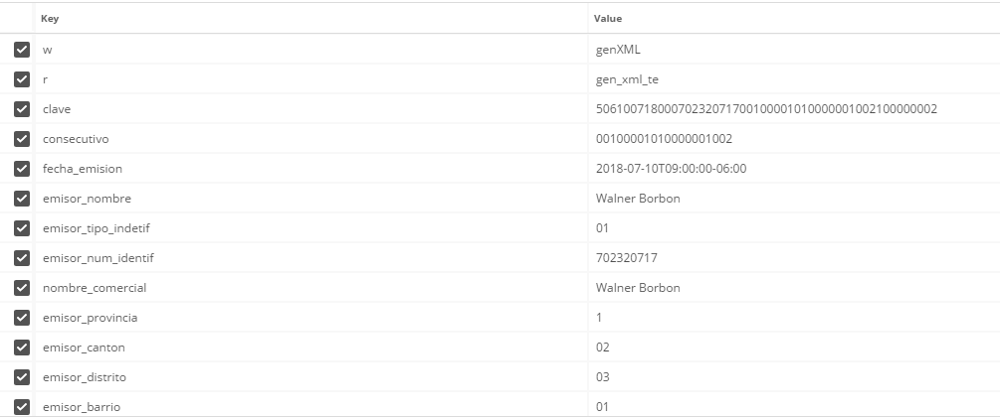 Key Value
w genXML
r gen_xml_te
clave 50610071800070232071700100001010000001002100000002
consecutivo 00100001010000001002
fecha_emision 2018-07-10T09:00:00-06:00
emisor_nombre Walner Borbon
emisor_tipo_indetif 01
emisor_num_identif 702320717
nombre_comercial Walner Borbon
emisor_provincia 1
emisor_canton 02
emisor_distrito 03
emisor_barrio 01